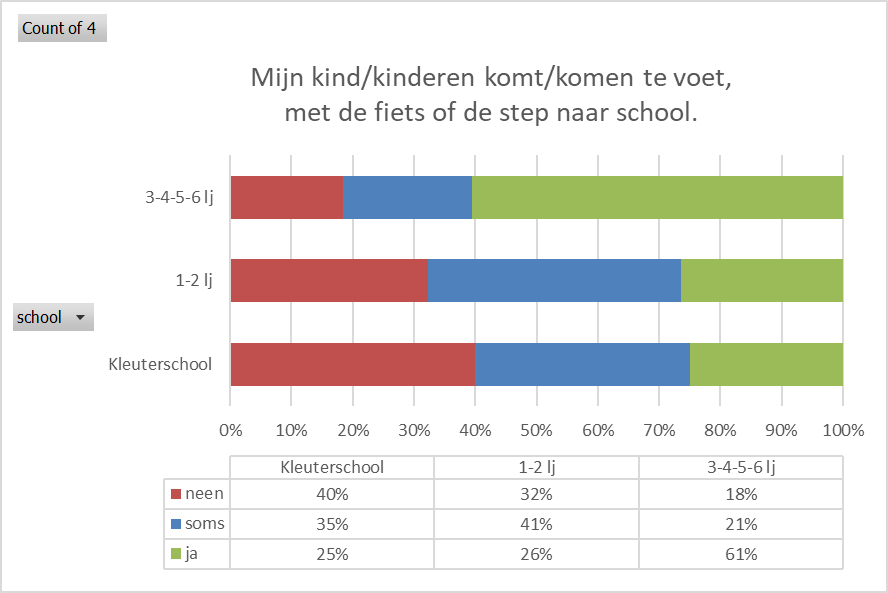 Count of 4
Mijn kind/kinderen komt/komen te voet,
met de fiets of de step naar school.
3-4-5-6 lj
1-2 lj
school
Kleuterschool
0% 10% 20% 30% 40% 50% 60% 70% 80% 90% 100%
Kleuterschool 1-2 lj 3-4-5-6 lj
neen 40% 32% 18%
soms 35% 41% 21%
ja 25% 26% 61%